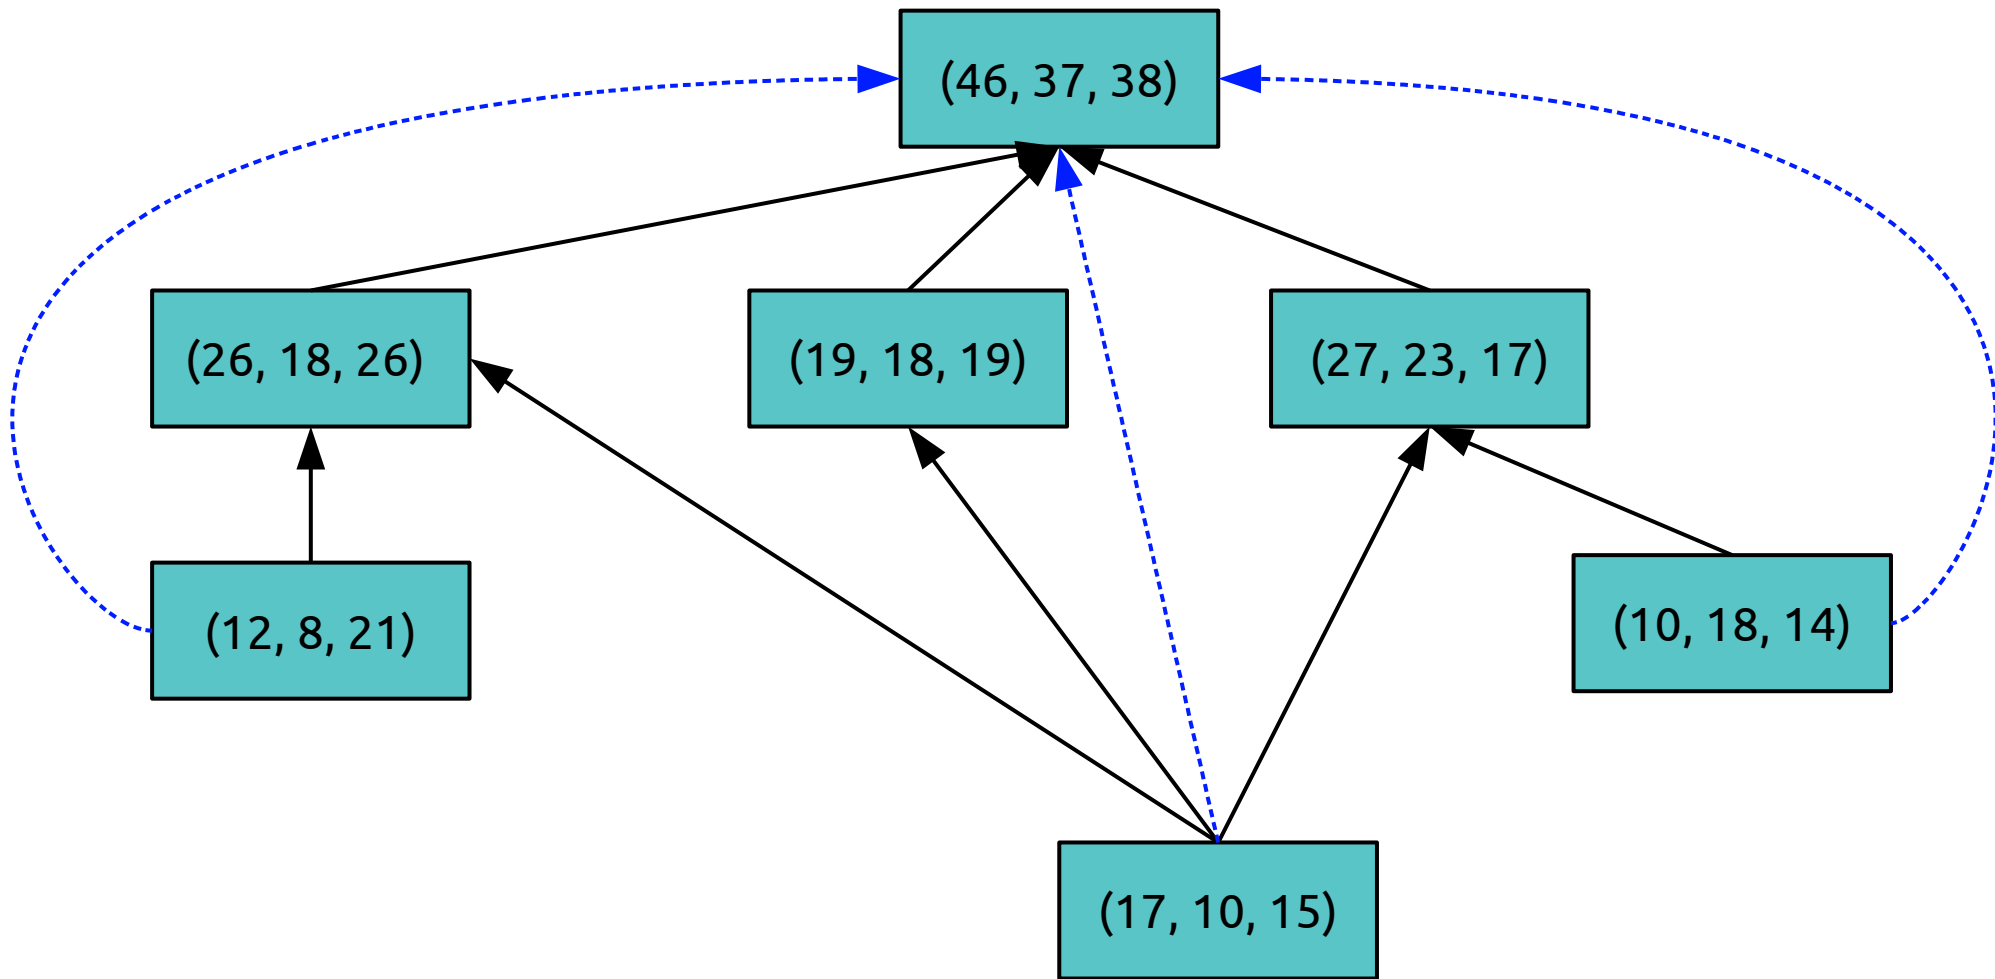 (46, 37, 38)
(26, 18, 26)
(19, 18, 19)
(27, 23, 17)
(12, 8, 21)
(10, 18, 14)
(17, 10, 15)